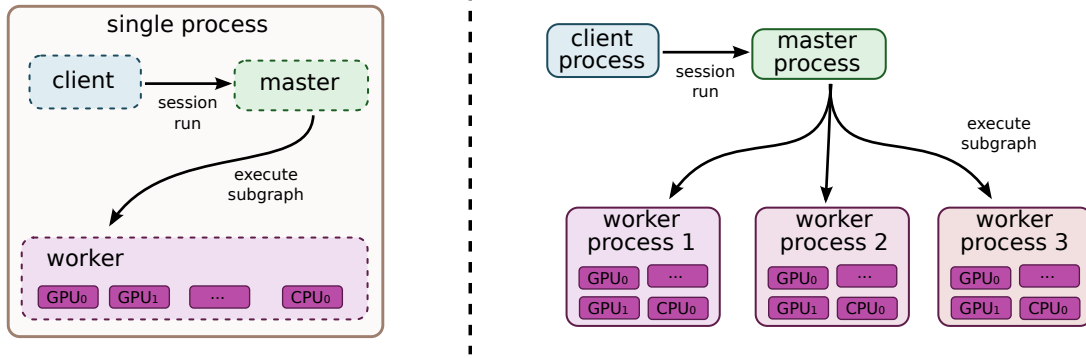 single process
client
master
session
run
execute
subgraph
worker
GPU₀
GPU₁
...
CPU₀
client
process
session
run
master
process
execute
subgraph
worker
process 1
GPU₀
...
GPU₁
CPU₀
worker
process 2
GPU₀
...
GPU₁
CPU₀
worker
process 3
GPU₀
...
GPU₁
CPU₀